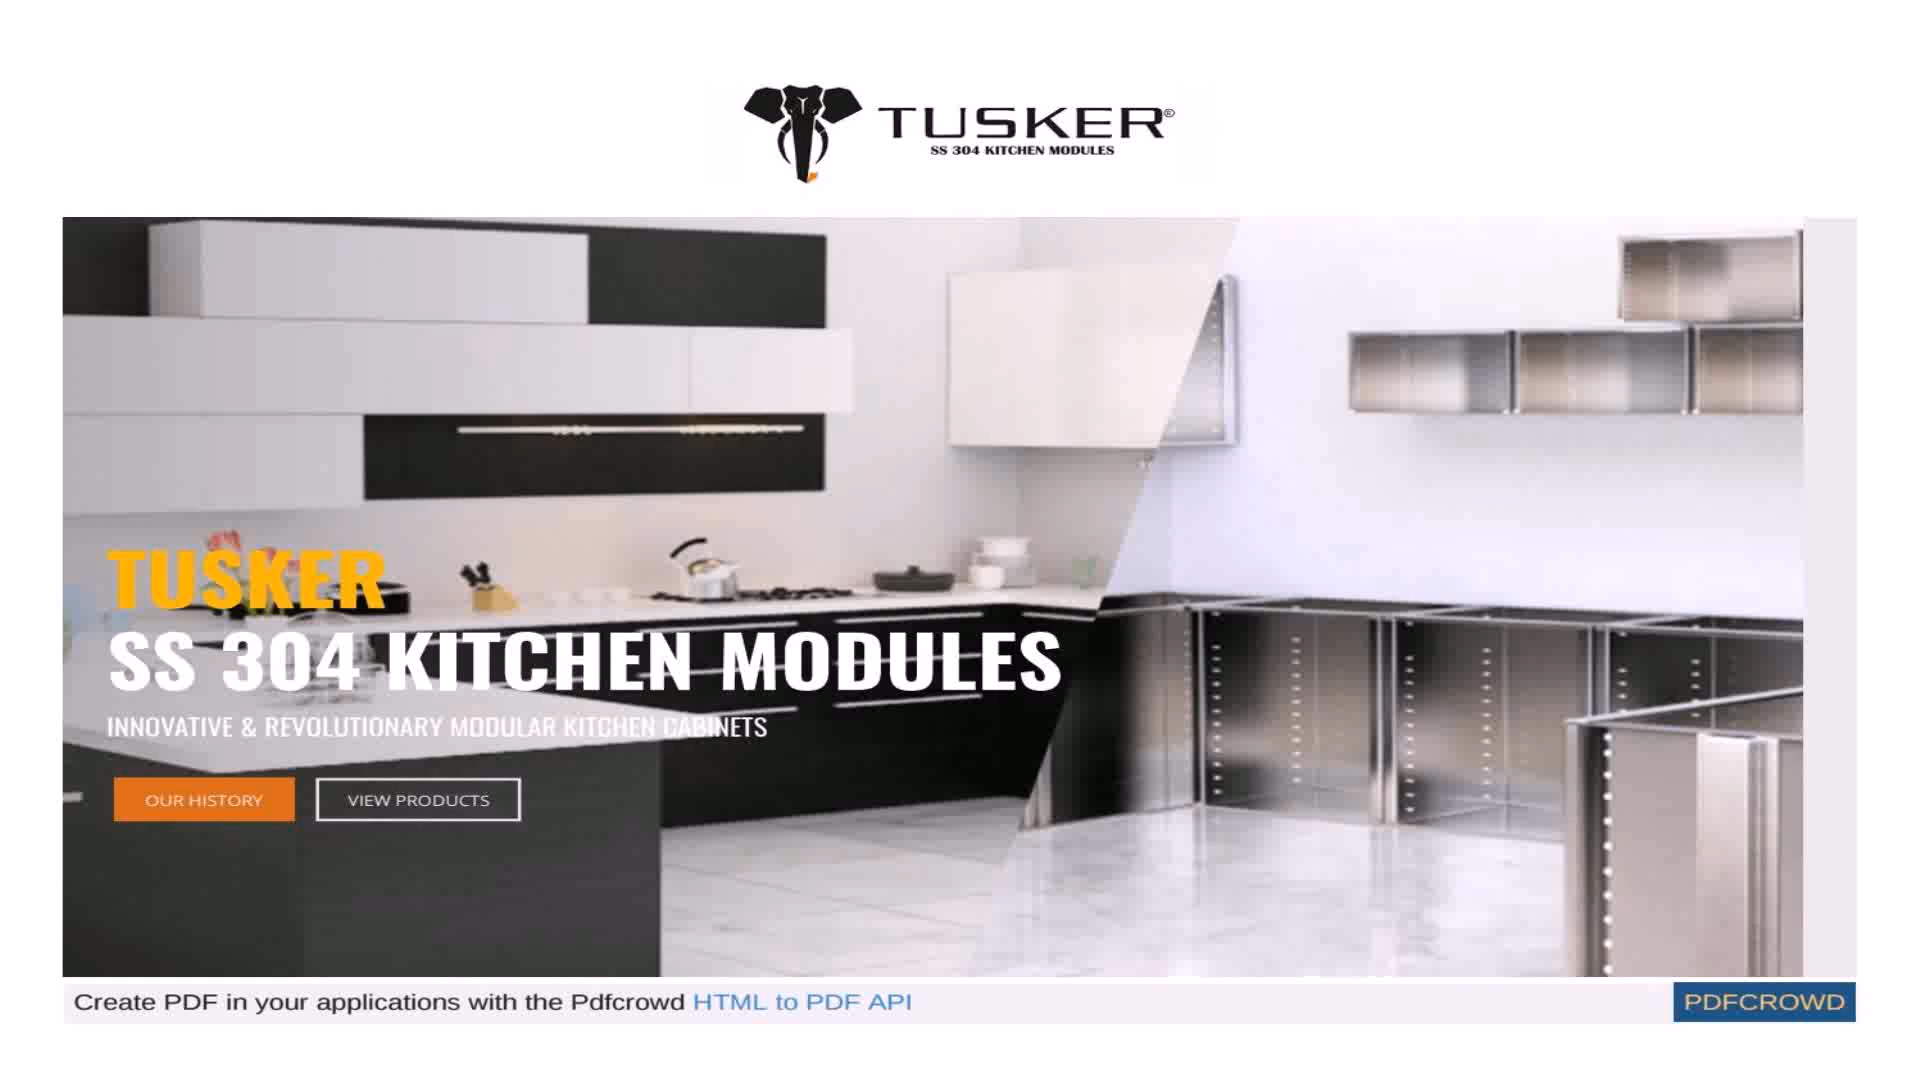 TUSKER®
SS 304 KITCHEN MODULES
TUSKER
SS 304 KITCHEN MODULES
INNOVATIVE & REVOLUTIONARY MODULAR KITCHEN CABINETS
OUR HISTORY
VIEW PRODUCTS
Create PDF in your applications with the Pdfcrowd HTML to PDF API
PDFCROWD